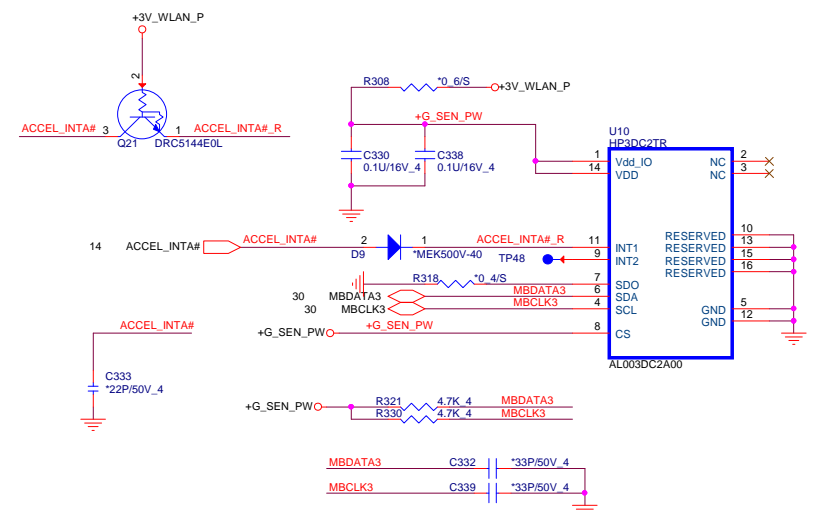 +3V_WLAN_P
2
ACCEL_INTA# 3 1 ACCEL_INTA#_R
Q21 DRC5144E0L
R308 *0_6/S +3V_WLAN_P
+G_SEN_PW
C330 C338
0.1U/16V_4 0.1U/16V_4
U10
HP3DC2TR
1 Vdd_IO NC 2
14 VDD NC 3
RESERVED 10
RESERVED 13
RESERVED 15
RESERVED 16
14 ACCEL_INTA# ACCEL_INTA# 2 1 ACCEL_INTA#_R 11 INT1
D9 *MEK500V-40 TP48 9 INT2
R318 *0_4/S 7 SDO
30 MBDATA3 MBDATA3 6 SDA
30 MBCLK3 MBCLK3 4 SCL
GND 5
GND 12
+G_SEN_PW +G_SEN_PW 8 CS
AL003DC2A00
ACCEL_INTA#
C333
*22P/50V_4
+G_SEN_PW R321 4.7K_4 MBDATA3
R330 4.7K_4 MBCLK3
MBDATA3 C332 *33P/50V_4
MBCLK3 C339 *33P/50V_4